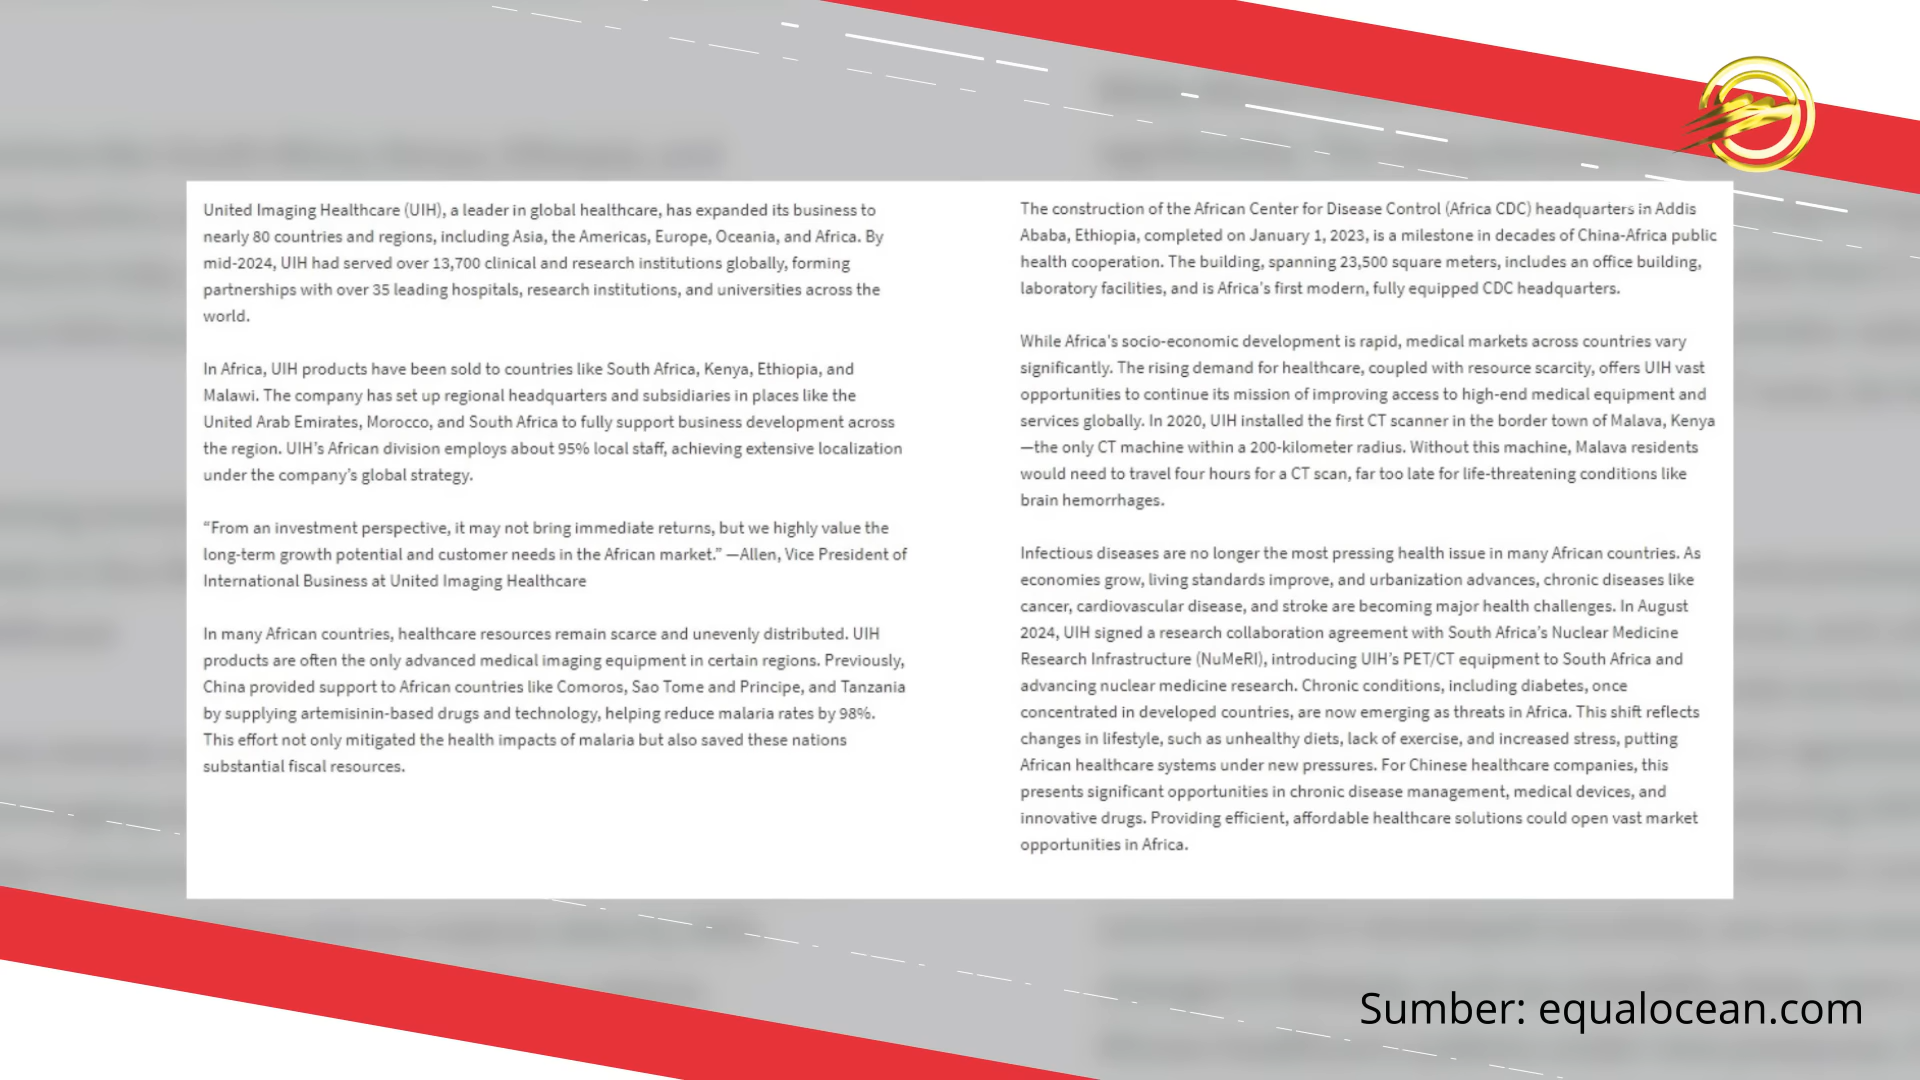 United Imaging Healthcare (UIH), a leader in global healthcare, has expanded its business to
nearly 80 countries and regions, including Asia, the Americas, Europe, Oceania, and Africa. By
mid-2024, UIH had served over 13,700 clinical and research institutions globally, forming
partnerships with over 35 leading hospitals, research institutions, and universities across the
world.
In Africa, UIH products have been sold to countries like South Africa, Kenya, Ethiopia, and
Malawi. The company has set up regional headquarters and subsidiaries in places like the
United Arab Emirates, Morocco, and South Africa to fully support business development across
the region. UIH’s African division employs about 95% local staff, achieving extensive localization
under the company’s global strategy.
“From an investment perspective, it may not bring immediate returns, but we highly value the
long-term growth potential and customer needs in the African market.” —Allen, Vice President of
International Business at United Imaging Healthcare
In many African countries, healthcare resources remain scarce and unevenly distributed. UIH
products are often the only advanced medical imaging equipment in certain regions. Previously,
China provided support to African countries like Comoros, Sao Tome and Principe, and Tanzania
by supplying artemisinin-based drugs and technology, helping reduce malaria rates by 98%.
This effort not only mitigated the health impacts of malaria but also saved these nations
substantial fiscal resources.
The construction of the African Center for Disease Control (Africa CDC) headquarters in Addis
Ababa, Ethiopia, completed on January 1, 2023, is a milestone in decades of China-Africa public
health cooperation. The building, spanning 23,500 square meters, includes an office building,
laboratory facilities, and is Africa’s first modern, fully equipped CDC headquarters.
While Africa’s socio-economic development is rapid, medical markets across countries vary
significantly. The rising demand for healthcare, coupled with resource scarcity, offers UIH vast
opportunities to continue its mission of improving access to high-end medical equipment and
services globally. In 2020, UIH installed the first CT scanner in the border town of Malava, Kenya
—the only CT machine within a 200-kilometer radius. Without this machine, Malava residents
would need to travel four hours for a CT scan, far too late for life-threatening conditions like
brain hemorrhages.
Infectious diseases are no longer the most pressing health issue in many African countries. As
economies grow, living standards improve, and urbanization advances, chronic diseases like
cancer, cardiovascular disease, and stroke are becoming major health challenges. In August
2024, UIH signed a research collaboration agreement with South Africa’s Nuclear Medicine
Research Infrastructure (NuMeRI), introducing UIH’s PET/CT equipment to South Africa and
advancing nuclear medicine research. Chronic conditions, including diabetes, once
concentrated in developed countries, are now emerging as threats in Africa. This shift reflects
changes in lifestyle, such as unhealthy diets, lack of exercise, and increased stress, putting
African healthcare systems under new pressures. For Chinese healthcare companies, this
presents significant opportunities in chronic disease management, medical devices, and
innovative drugs. Providing efficient, affordable healthcare solutions could open vast market
opportunities in Africa.
Sumber: equalocean.com